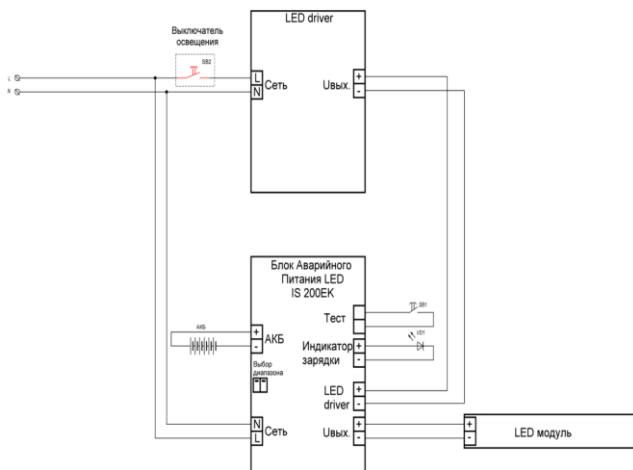 LED driver
Выключатель
освещения
SB2
L
N
L
N
Сеть
Uвых.
+
-
Блок Аварийного
Питания LED
IS 200EK
Тест
SB1
АКБ
+
-
АКБ
Индикатор
зарядки
+
-
VD1
Выбор
диапазона
LED
driver
+
-
N
L
Сеть
Uвых.
+
-
+
-
LED модуль